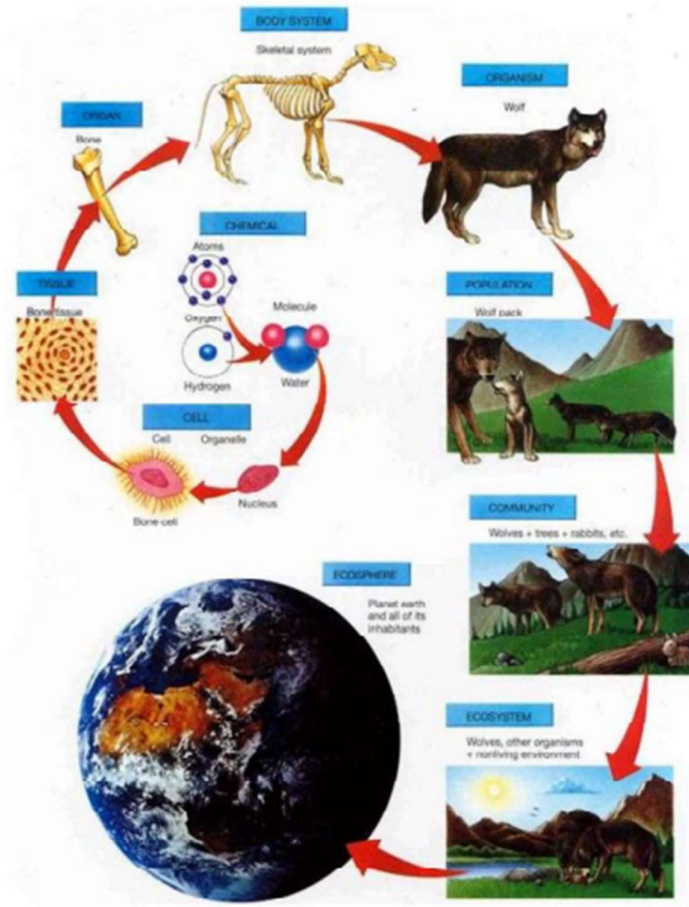 BODY SYSTEM
Skeletal system
ORGANISM
Wolf
ORGAN
Bone
CHEMICAL
Atoms
Oxygen
Hydrogen
Molecule
Water
TISSUE
Bone tissue
CELL
Cell Organelle
Bone cell
Nucleus
POPULATION
Wolf pack
COMMUNITY
Wolves + trees + rabbits, etc.
ECOSYSTEM
Wolves, other organisms
+ nonliving environment
ECOSPHERE
Planet earth
and all of its
inhabitants